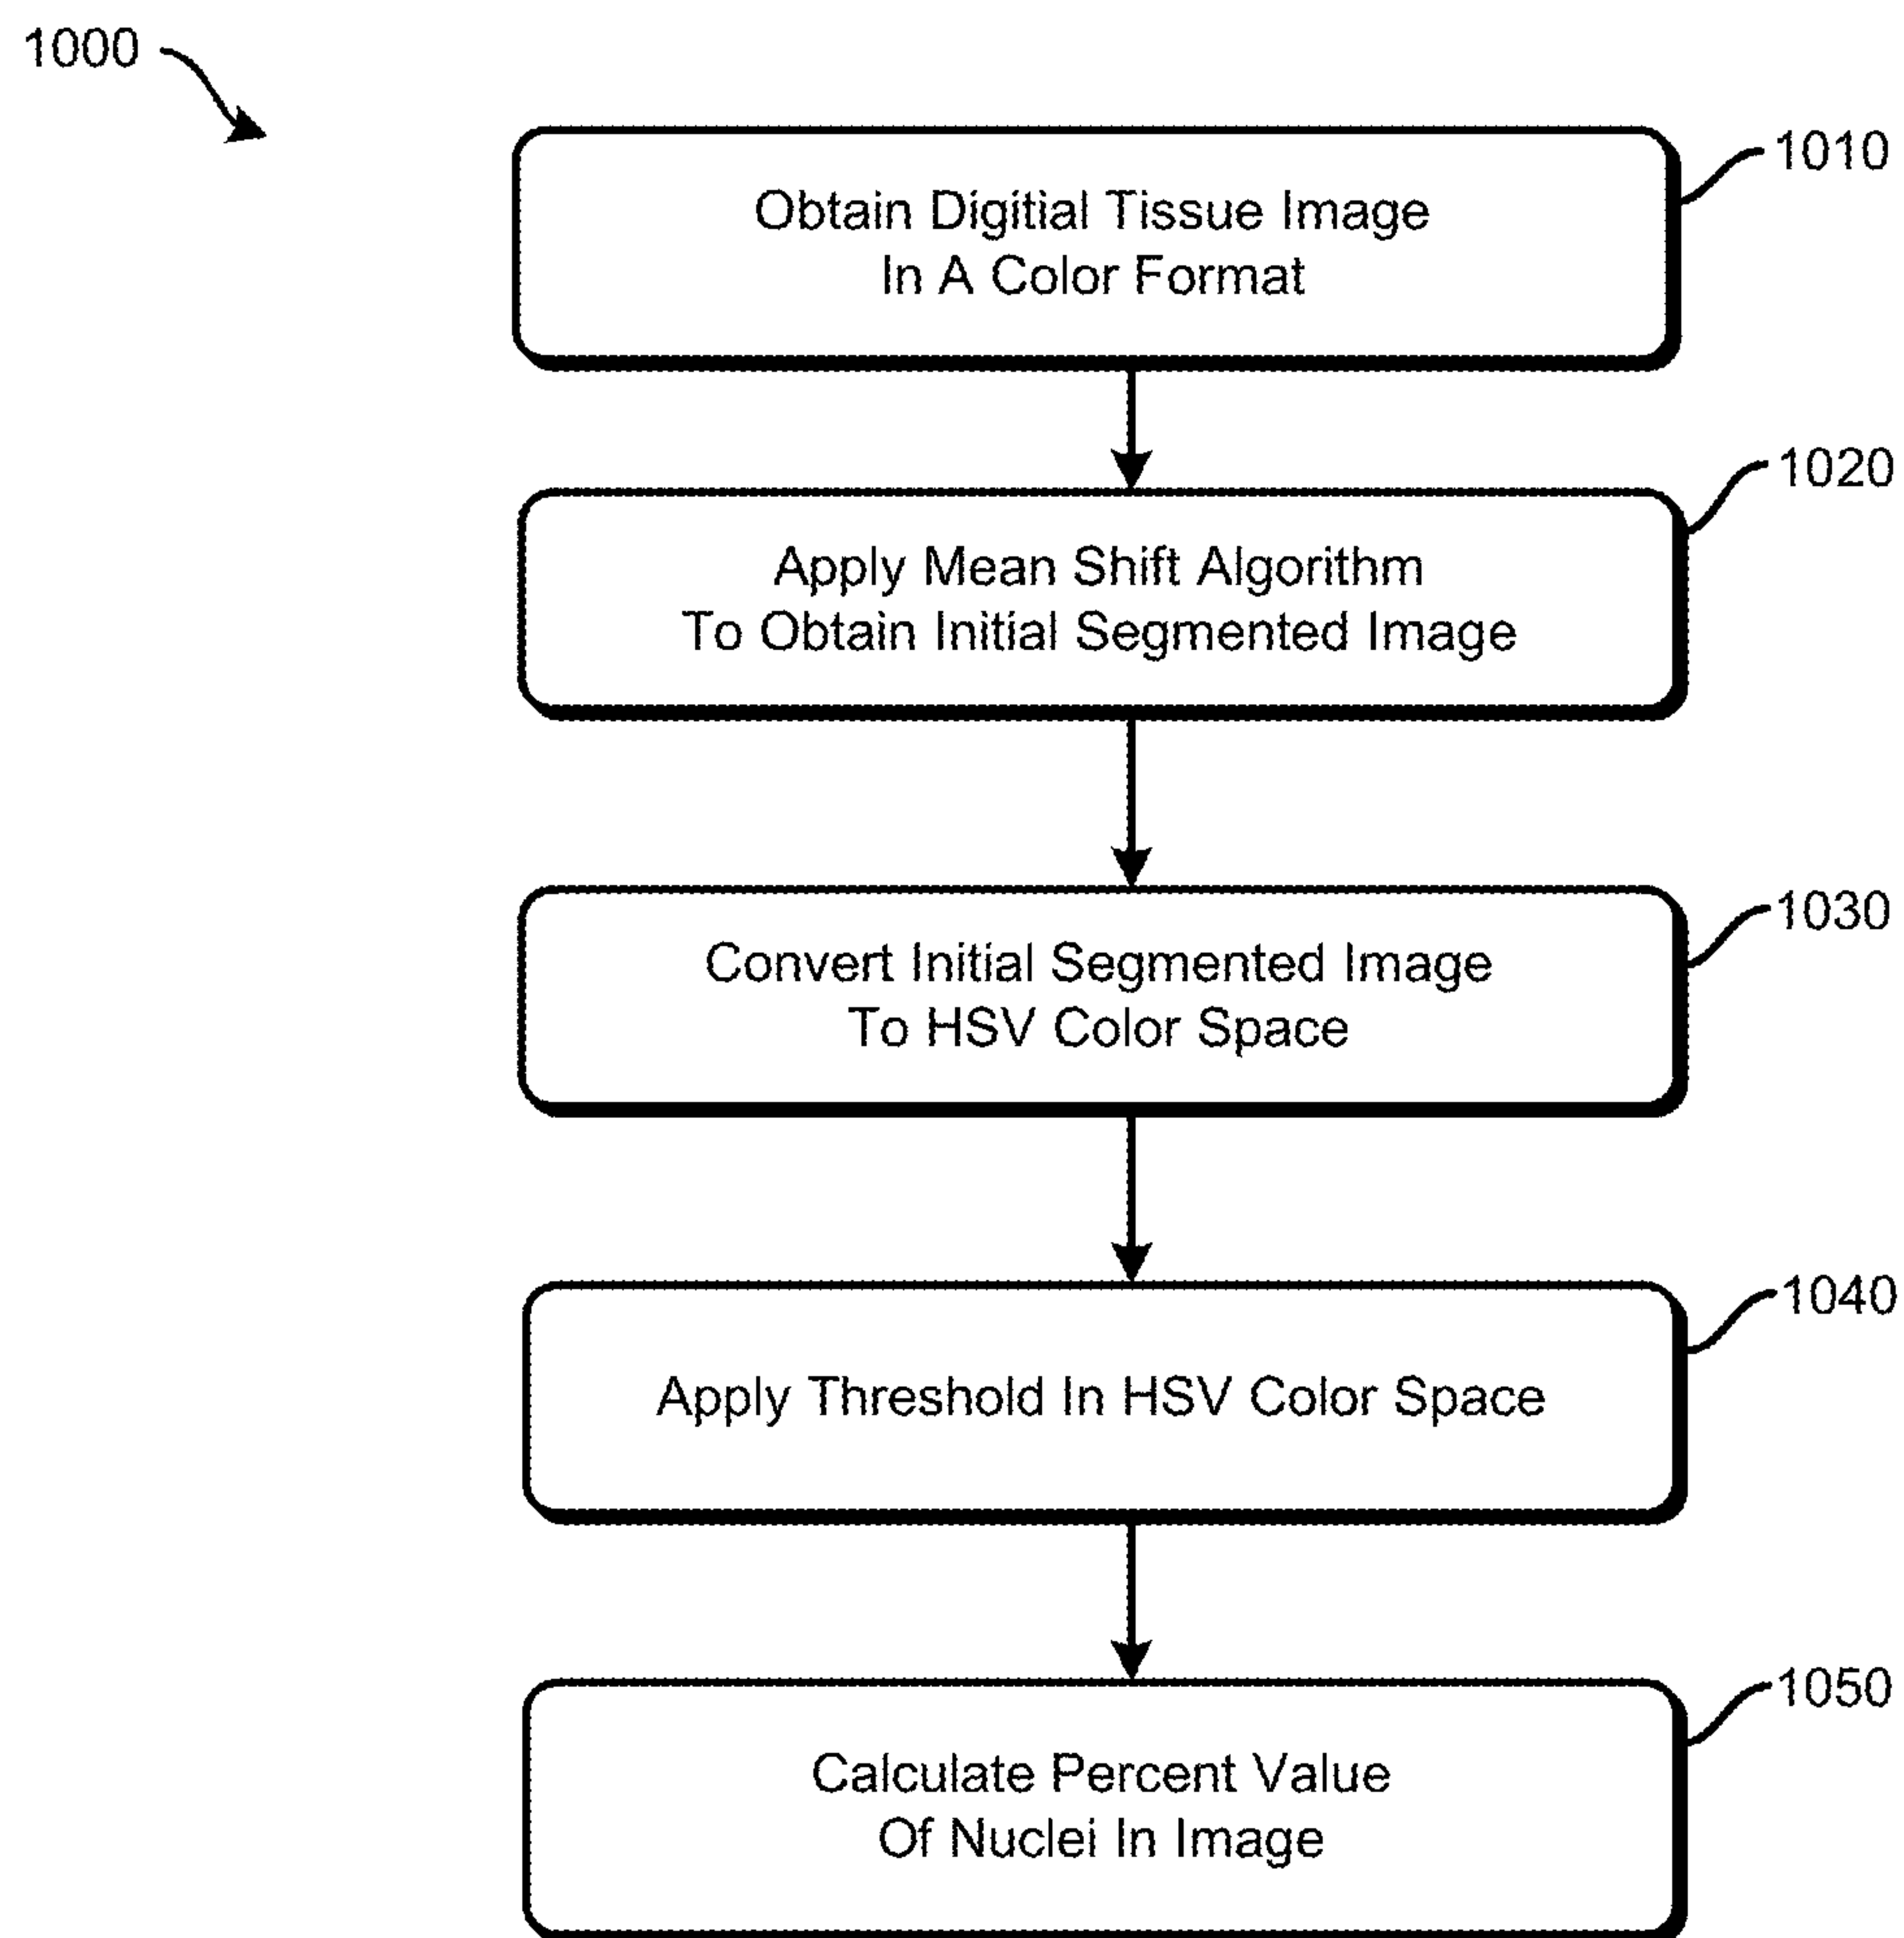 1000
1010
Obtain Digitial Tissue Image
In A Color Format
1020
Apply Mean Shift Algorithm
To Obtain Initial Segmented Image
1030
Convert Initial Segmented Image
To HSV Color Space
1040
Apply Threshold In HSV Color Space
1050
Calculate Percent Value
Of Nuclei In Image